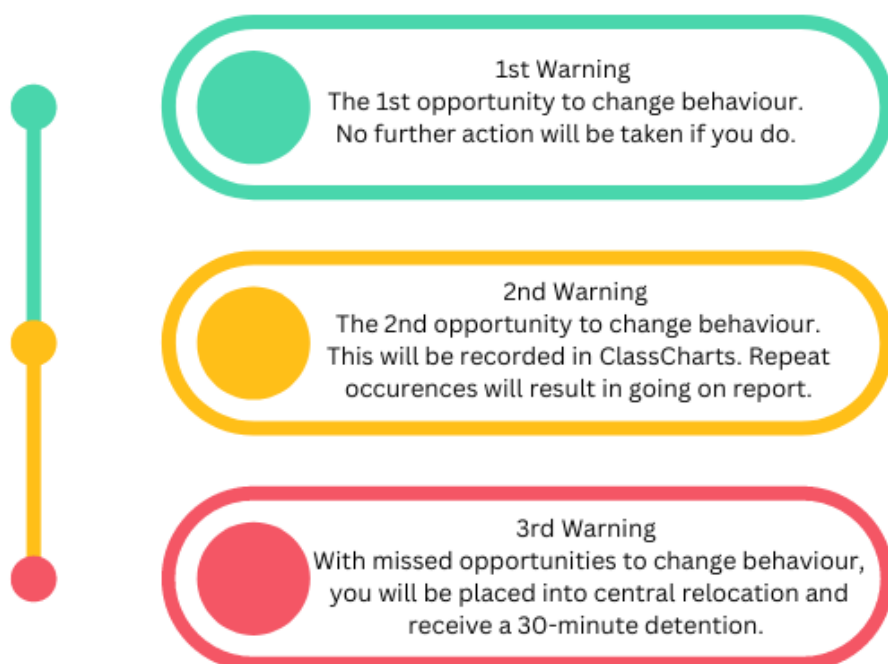 1st Warning
The 1st opportunity to change behaviour.
No further action will be taken if you do.
2nd Warning
The 2nd opportunity to change behaviour.
This will be recorded in ClassCharts. Repeat
occurences will result in going on report.
3rd Warning
With missed opportunities to change behaviour,
you will be placed into central relocation and
receive a 30-minute detention.